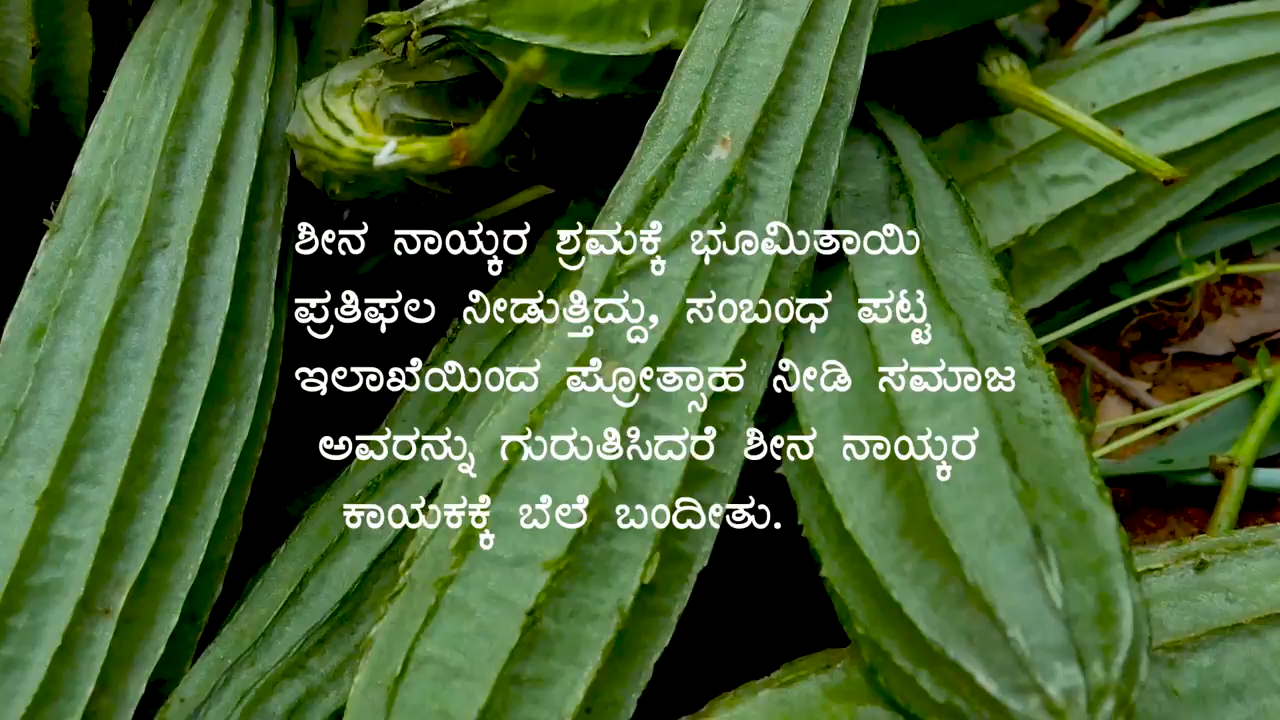 ಶೀನ ನಾಯ್ಕರ ಶ್ರಮಕ್ಕೆ ಭೂಮಿತಾಯಿ
ಪ್ರತಿಫಲ ನೀಡುತ್ತಿದ್ದು, ಸಂಬಂಧ ಪಟ್ಟ
ಇಲಾಖೆಯಿಂದ ಪ್ರೋತ್ಸಾಹ ನೀಡಿ ಸಮಾಜ
ಅವರನ್ನು ಗುರುತಿಸಿದರೆ ಶೀನ ನಾಯ್ಕರ
ಕಾಯಕಕ್ಕೆ ಬೆಲೆ ಬಂದೀತು.